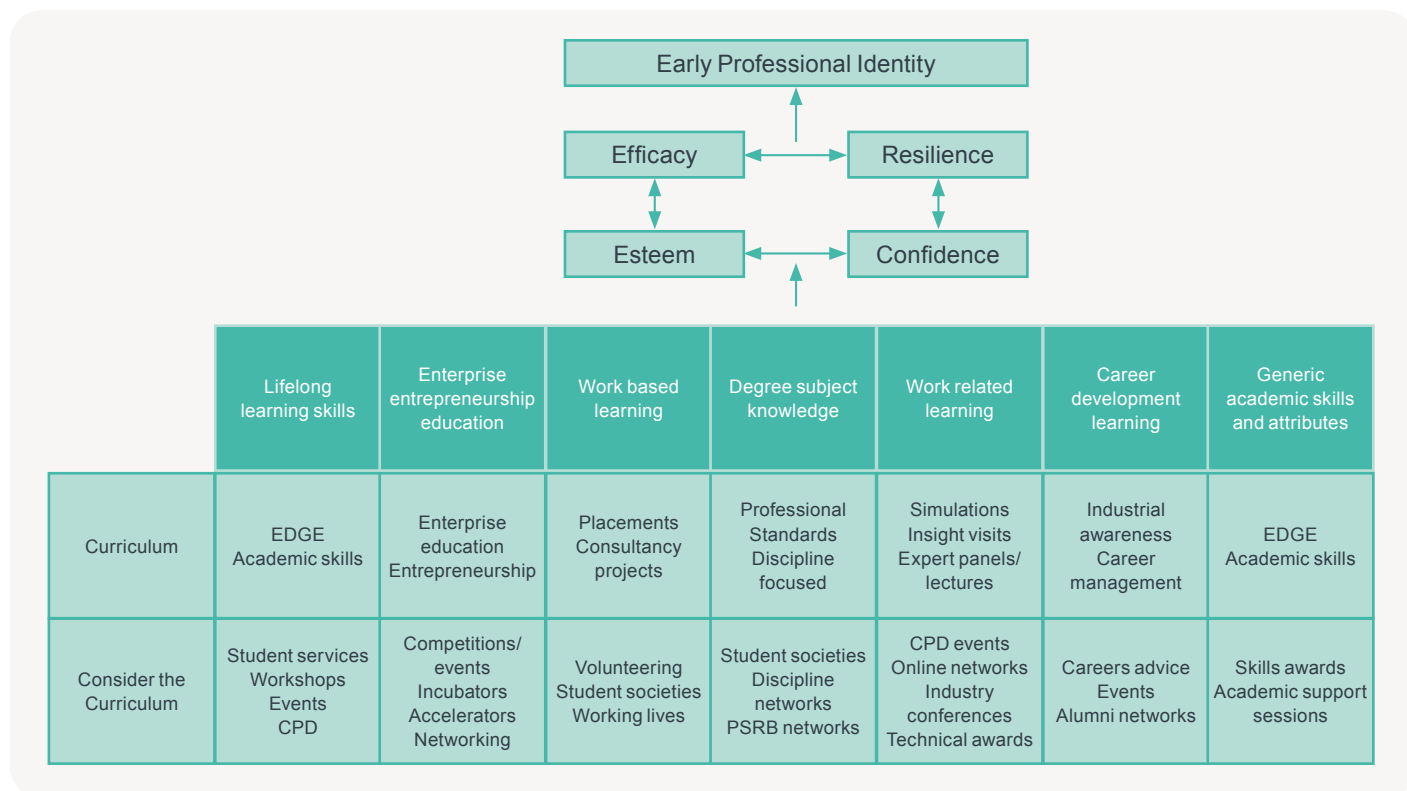 Early Professional Identity
Efficacy
Resilience
Esteem
Confidence
Lifelong
learning skills
Enterprise
entrepreneurship
education
Work based
learning
Degree subject
knowledge
Work related
learning
Career
development
learning
Generic
academic skills
and attributes
Curriculum
EDGE
Academic skills
Enterprise
education
Entrepreneurship
Placements
Consultancy
projects
Professional
Standards
Discipline
focused
Simulations
Insight visits
Expert panels/
lectures
Industrial
awareness
Career
management
EDGE
Academic skills
Consider the
Curriculum
Student services
Workshops
Events
CPD
Competitions/
events
Incubators
Accelerators
Networking
Volunteering
Student societies
Working lives
Student societies
Discipline
networks
PSRB networks
CPD events
Online networks
Industry
conferences
Technical awards
Careers advice
Events
Alumni networks
Skills awards
Academic support
sessions